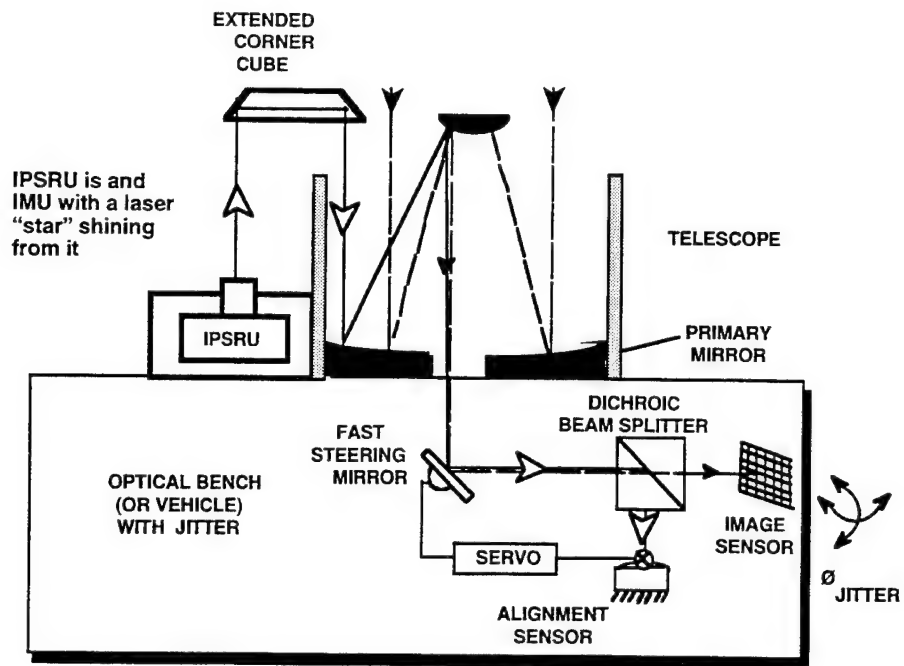 EXTENDED
CORNER
CUBE
IPSRU is and
IMU with a laser
"star" shining
from it
TELESCOPE
IPSRU
PRIMARY
MIRROR
DICHROIC
BEAM SPLITTER
FAST
STEERING
MIRROR
OPTICAL BENCH
(OR VEHICLE)
WITH JITTER
IMAGE
SENSOR
SERVO
ALIGNMENT
SENSOR
Ø
JITTER